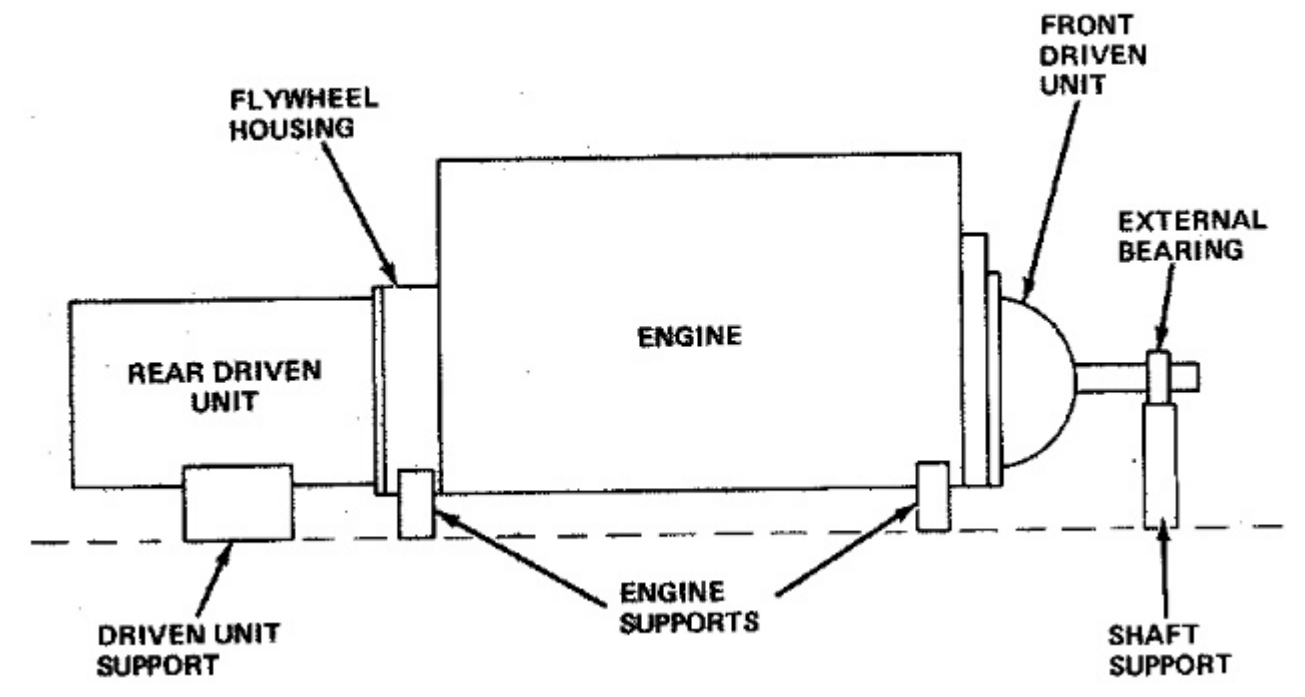 FRONT
DRIVEN
UNIT
FLYWHEEL
HOUSING
EXTERNAL
BEARING
ENGINE
REAR DRIVEN
UNIT
ENGINE
SUPPORTS
DRIVEN UNIT
SUPPORT
SHAFT
SUPPORT